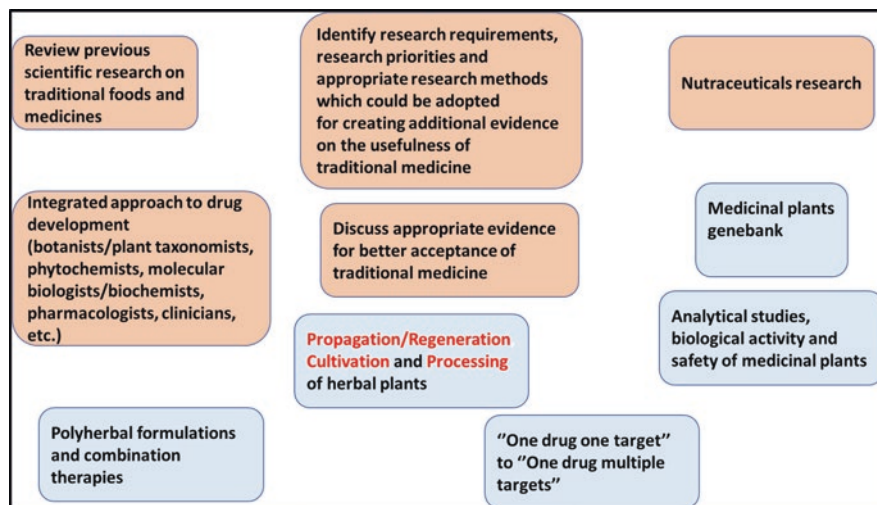 Review previous
scientific research on
traditional foods and
medicines
Identify research requirements,
research priorities and
appropriate research methods
which could be adopted
for creating additional evidence
on the usefulness of
traditional medicine
Nutraceuticals research
Integrated approach to drug
development
(botanists/plant taxonomists,
phytochemists, molecular
biologists/biochemists,
pharmacologists, clinicians,
etc.)
Discuss appropriate evidence
for better acceptance of
traditional medicine
Medicinal plants
genebank
Propagation/Regeneration
Cultivation and Processing
of herbal plants
Analytical studies,
biological activity and
safety of medicinal plants
Polyherbal formulations
and combination
therapies
‘’One drug one target’’
to ‘’One drug multiple
targets’’